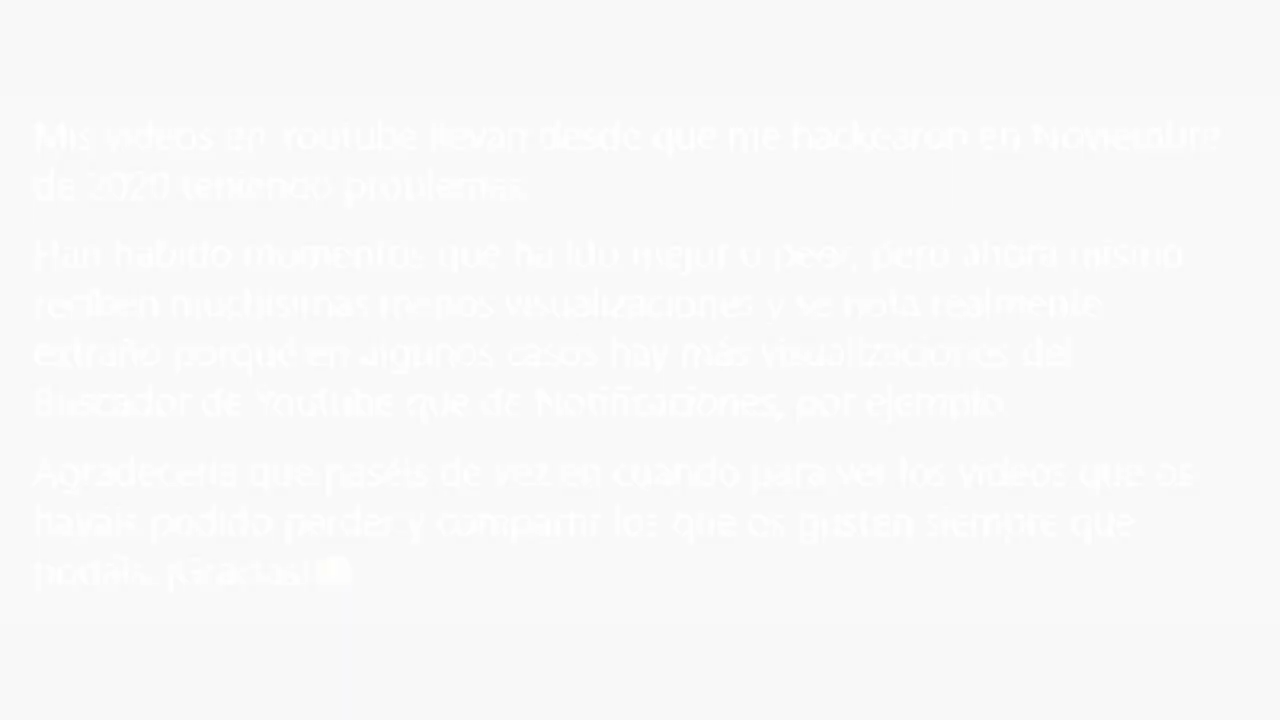 Mis videos en Youtube llevan desde que me hackearon en Noviembre
de 2020 teniendo problemas
Han habido momentos que ha ido mejor o peor, pero ahora mismo
reciben muchísimas menos visualizaciones y se nota realmente
extraño porque en algunos casos hay más visualizaciones del
Buscador de Youtube que de Notificaciones, por ejemplo
Agradecería que paséis de vez en cuando para ver los videos que os
hayais podido perder y compartir los que os gusten siempre que
podáis, ¡Gracias!